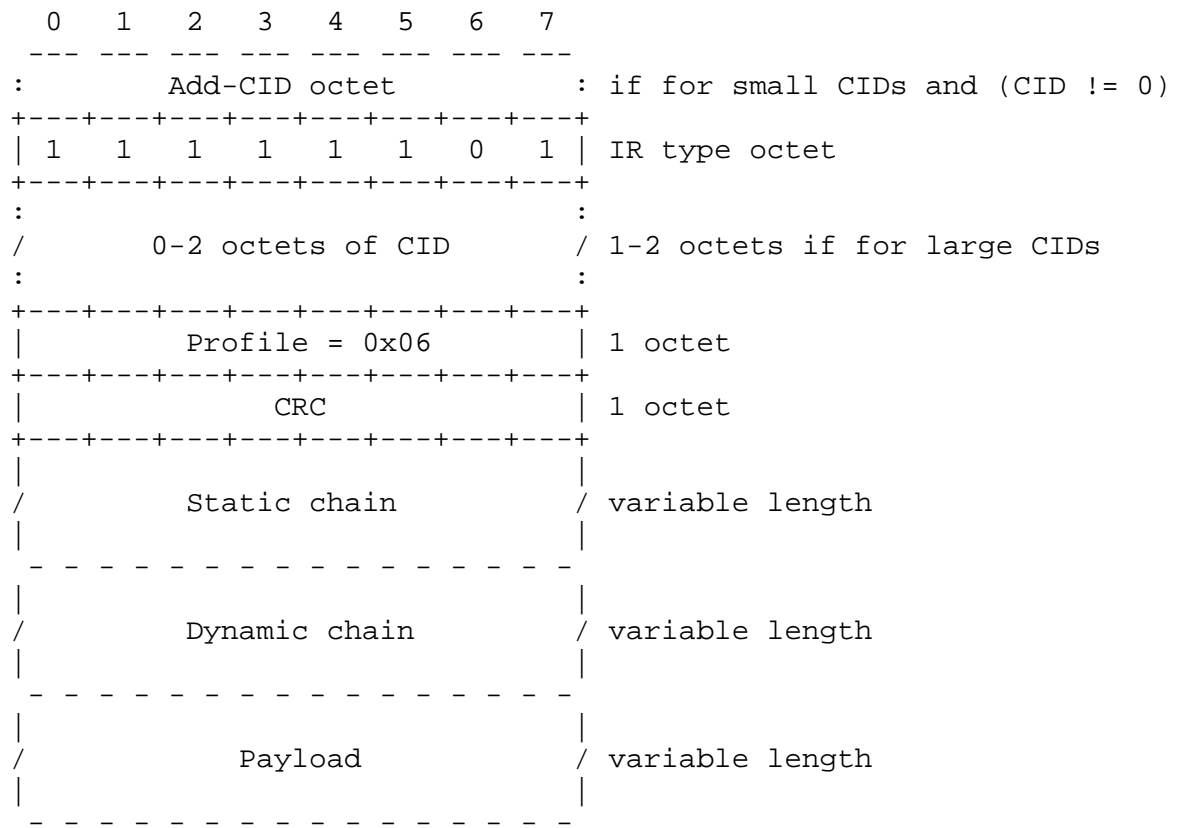 0   1   2   3   4   5   6   7
 --- --- --- --- --- --- --- ---
:         Add-CID octet         : if for small CIDs and (CID != 0)
+---+---+---+---+---+---+---+---+
| 1   1   1   1   1   1   0   1 | IR type octet
+---+---+---+---+---+---+---+---+
:                               :
/       0-2 octets of CID       / 1-2 octets if for large CIDs
:                               :
+---+---+---+---+---+---+---+---+
|         Profile = 0x06        | 1 octet
+---+---+---+---+---+---+---+---+
|              CRC              | 1 octet
+---+---+---+---+---+---+---+---+
|                               |
/         Static chain          / variable length
|                               |
 - - - - - - - - - - - - - - - -
|                               |
/         Dynamic chain         / variable length
|                               |
 - - - - - - - - - - - - - - - -
|                               |
/            Payload            / variable length
|                               |
 - - - - - - - - - - - - - - - -